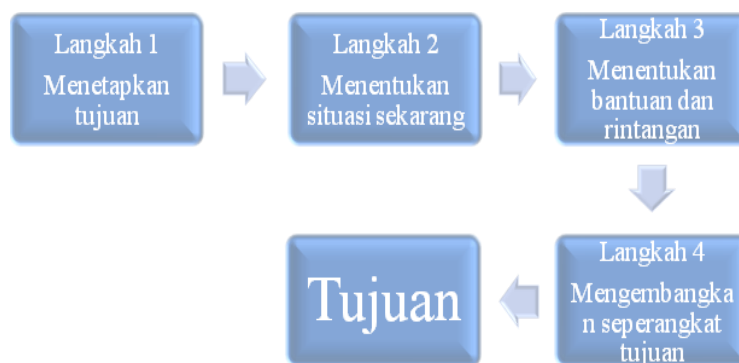 Langkah 1
Menetapkan
tujuan
Langkah 2
Menentukan
situasi sekarang
Langkah 3
Menentukan
bantuan dan
rintangan
Langkah 4
Mengembangka
n seperangkat
tujuan
Tujuan